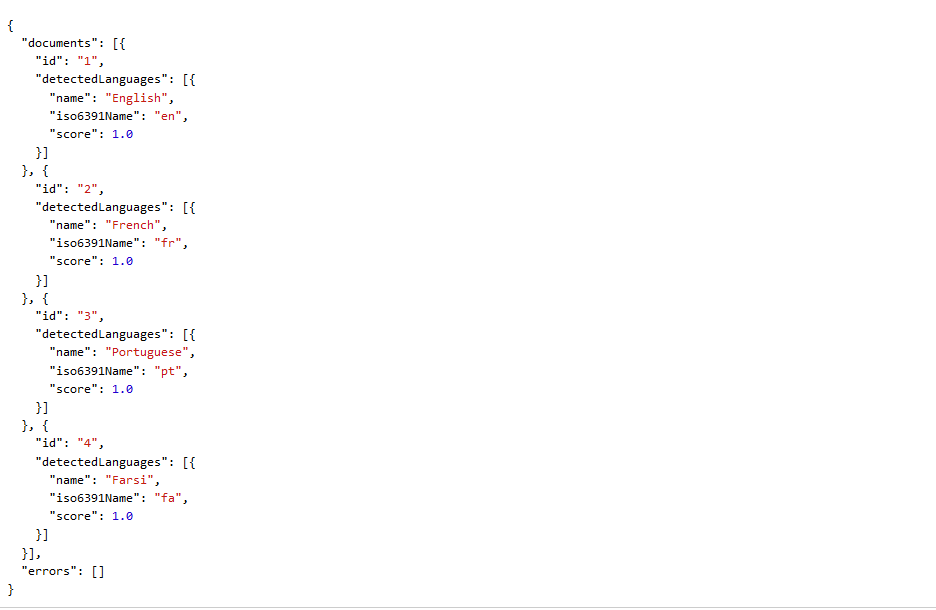 {
  "documents": [{
    "id": "1",
    "detectedLanguages": [{
      "name": "English",
      "iso6391Name": "en",
      "score": 1.0
    }]
  }, {
    "id": "2",
    "detectedLanguages": [{
      "name": "French",
      "iso6391Name": "fr",
      "score": 1.0
    }]
  }, {
    "id": "3",
    "detectedLanguages": [{
      "name": "Portuguese",
      "iso6391Name": "pt",
      "score": 1.0
    }]
  }, {
    "id": "4",
    "detectedLanguages": [{
      "name": "Farsi",
      "iso6391Name": "fa",
      "score": 1.0
    }]
  }],
  "errors": []
}